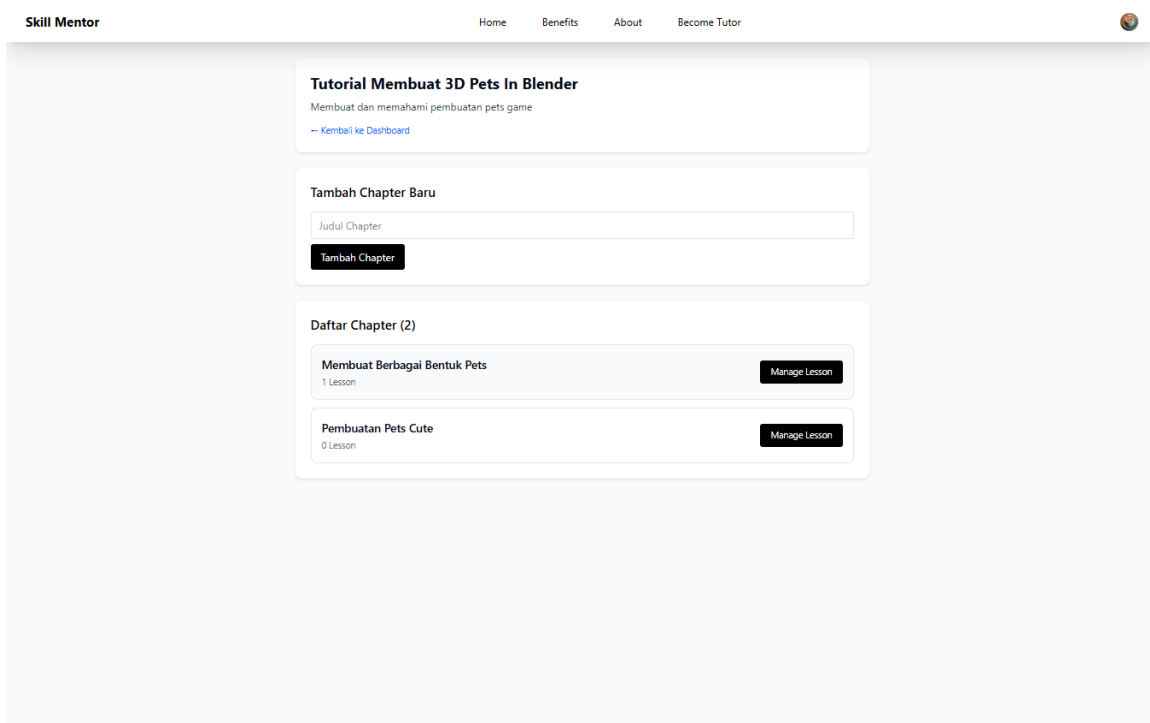 Skill Mentor
Home Benefits About Become Tutor
Tutorial Membuat 3D Pets In Blender
Membuat dan memahami pembuatan pets game
← Kembali ke Dashboard
Tambah Chapter Baru
Judul Chapter
Tambah Chapter
Daftar Chapter (2)
Membuat Berbagai Bentuk Pets
1 Lesson
Manage Lesson
Pembuatan Pets Cute
0 Lesson
Manage Lesson